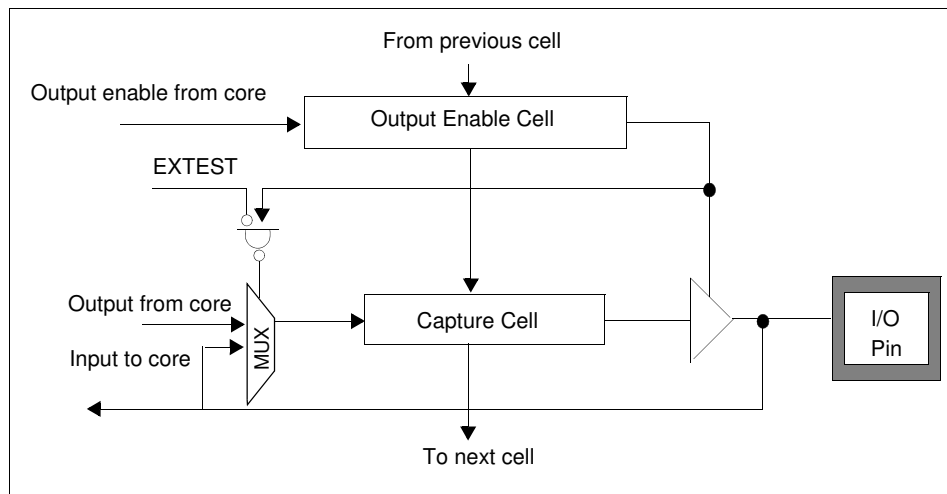 From previous cell
Output enable from core
Output Enable Cell
EXTEST
Output from core
Input to core
MUX
Capture Cell
I/O
Pin
To next cell